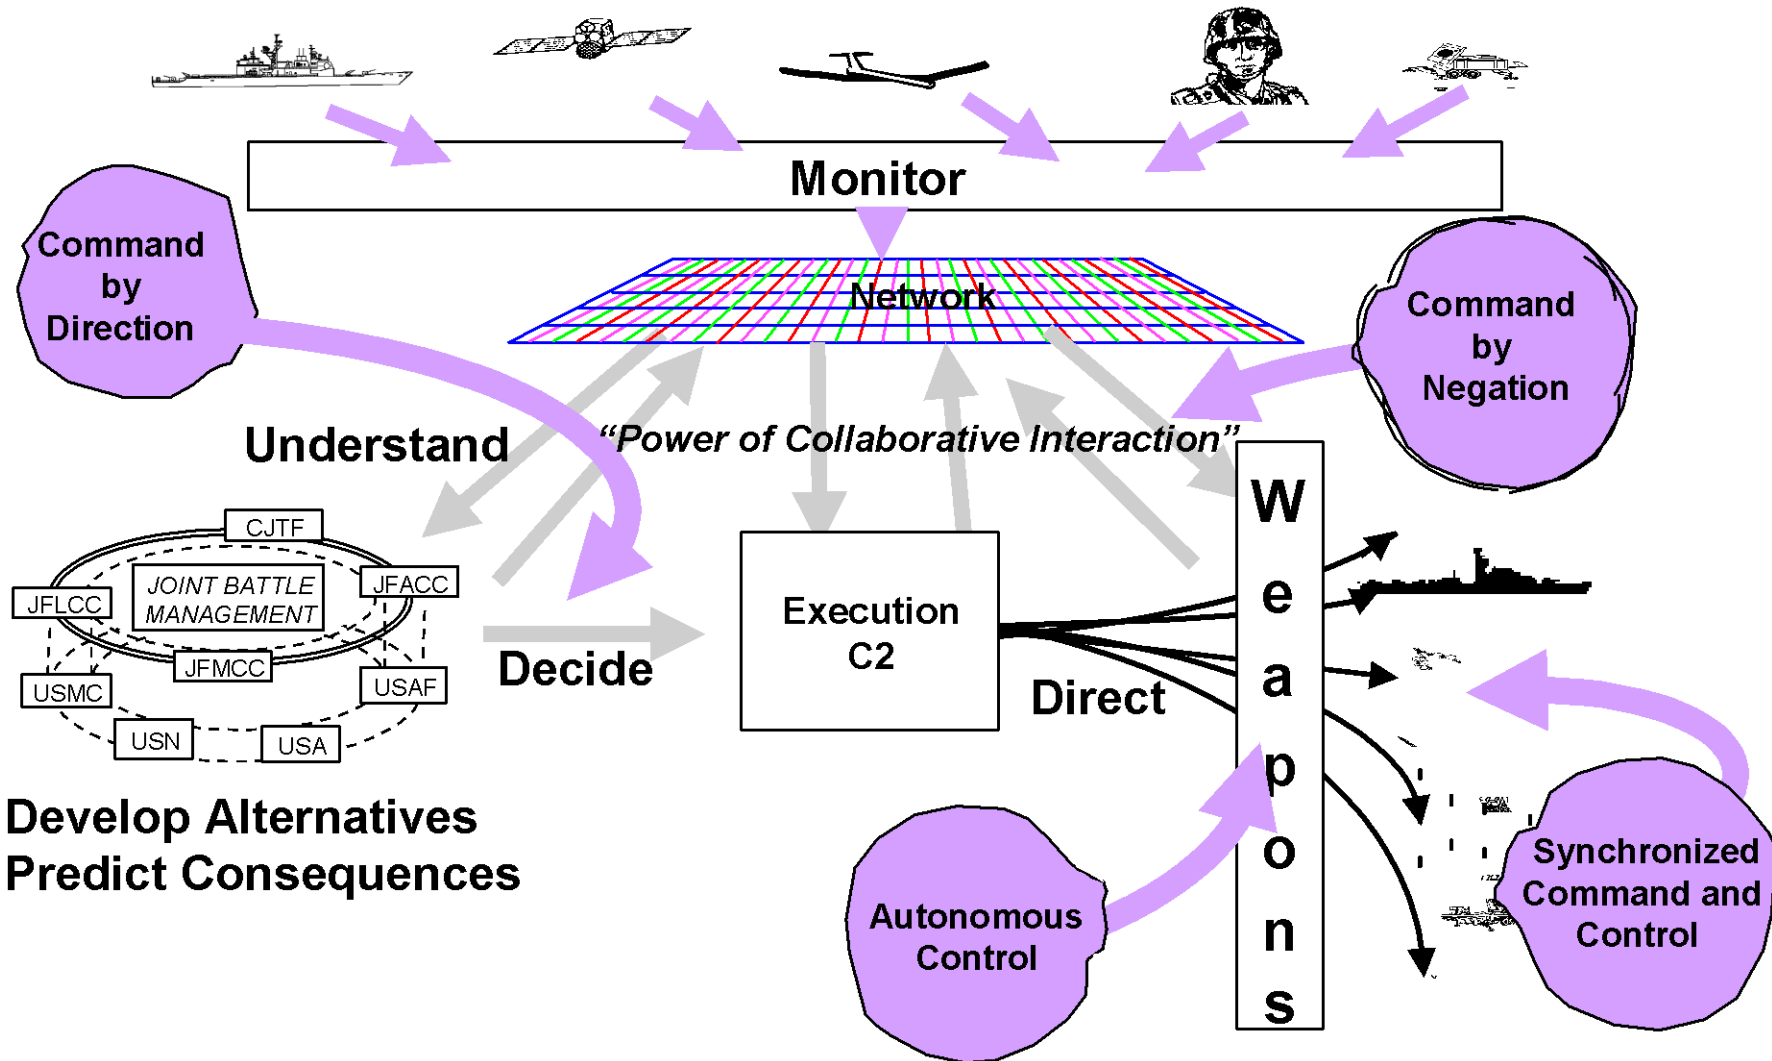 Monitor
Command
by
Direction
Network
Command
by
Negation
Understand
“Power of Collaborative Interaction”
CJTF
JOINT BATTLE
MANAGEMENT
JFACC
JFLCC
JFMCC
USMC
USAF
USN
USA
Decide
Execution
C2
Direct
Weapons
Develop Alternatives
Predict Consequences
Autonomous
Control
Synchronized
Command and
Control